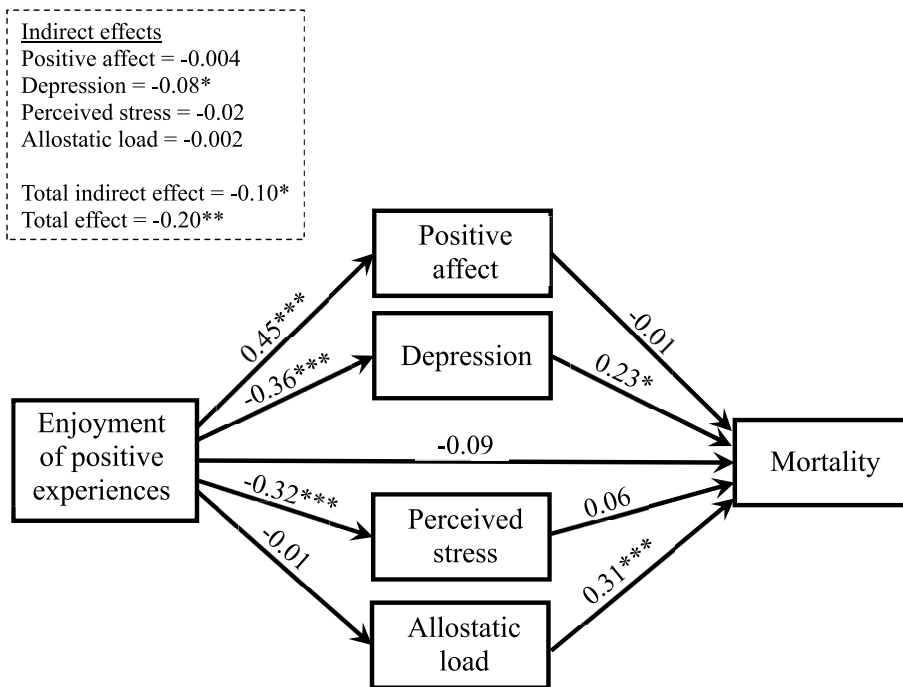 Indirect effects
Positive affect = -0.004
Depression = -0.08*
Perceived stress = -0.02
Allostatic load = -0.002
Total indirect effect = -0.10*
Total effect = -0.20**
Positive
affect
0.45***
-0.01
Depression
-0.36***
0.23*
Enjoyment
of positive
experiences
-0.09
Mortality
-0.32***
Perceived
stress
0.06
-0.01
0.31***
Allostatic
load